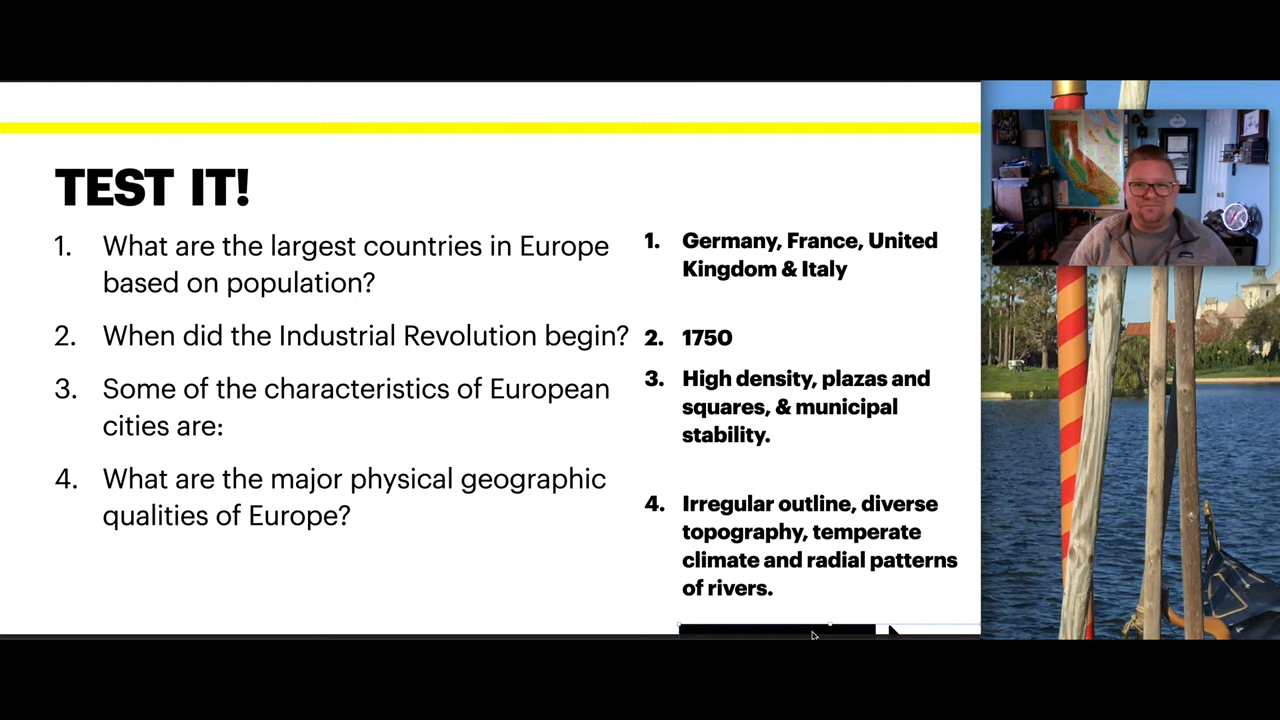 TEST IT!
1. What are the largest countries in Europe
based on population?
2. When did the Industrial Revolution begin?
3. Some of the characteristics of European
cities are:
4. What are the major physical geographic
qualities of Europe?
1. Germany, France, United
Kingdom & Italy
2. 1750
3. High density, plazas and
squares, & municipal
stability.
4. Irregular outline, diverse
topography, temperate
climate and radial patterns
of rivers.